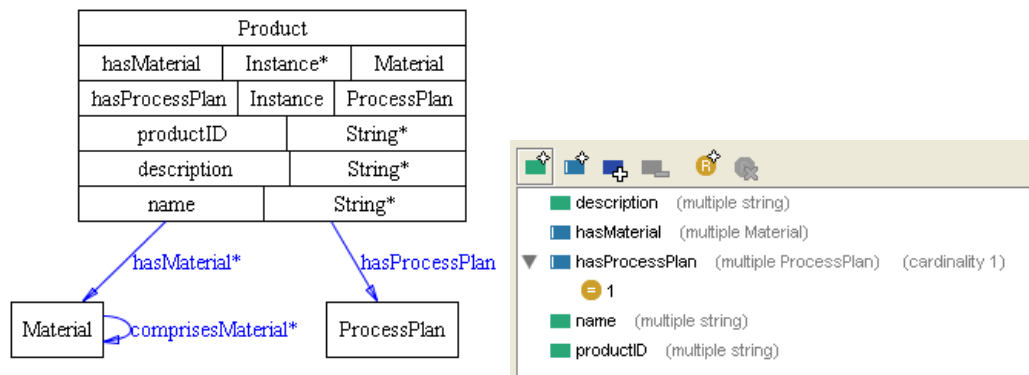 Product
hasMaterial Instance* Material
hasProcessPlan Instance ProcessPlan
productID String*
description String*
name String*
hasMaterial* hasProcessPlan
Material comprisesMaterial* ProcessPlan
R
description (multiple string)
hasMaterial (multiple Material)
hasProcessPlan (multiple ProcessPlan) (cardinality 1)
= 1
name (multiple string)
productID (multiple string)